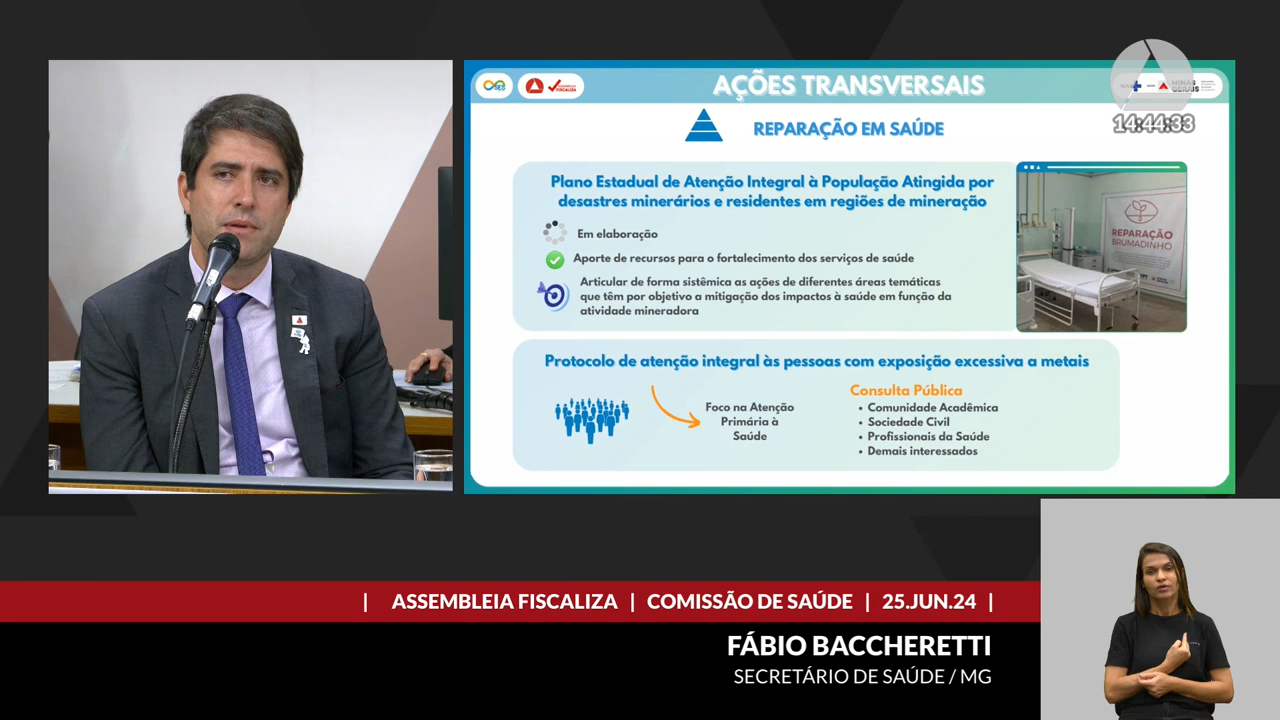 AÇÕES TRANSVERSAIS
14:44:33
REPARAÇÃO EM SAÚDE
Plano Estadual de Atenção Integral à População Atingida por
desastres minerários e residentes em regiões de mineração
Em elaboração
Aporte de recursos para o fortalecimento dos serviços de saúde
Articular de forma sistêmica as ações de diferentes áreas temáticas
que têm por objetivo a mitigação dos impactos à saúde em função da
atividade mineradora
REPARAÇÃO
BRUMADINHO
Protocolo de atenção integral às pessoas com exposição excessiva a metais
Foco na Atenção
Primária à
Saúde
Consulta Pública
• Comunidade Acadêmica
• Sociedade Civil
• Profissionais da Saúde
• Demais interessados
| ASSEMBLEIA FISCALIZA | COMISSÃO DE SAÚDE | 25.JUN.24 |
FÁBIO BACCHERETTI
SECRETÁRIO DE SAÚDE / MG